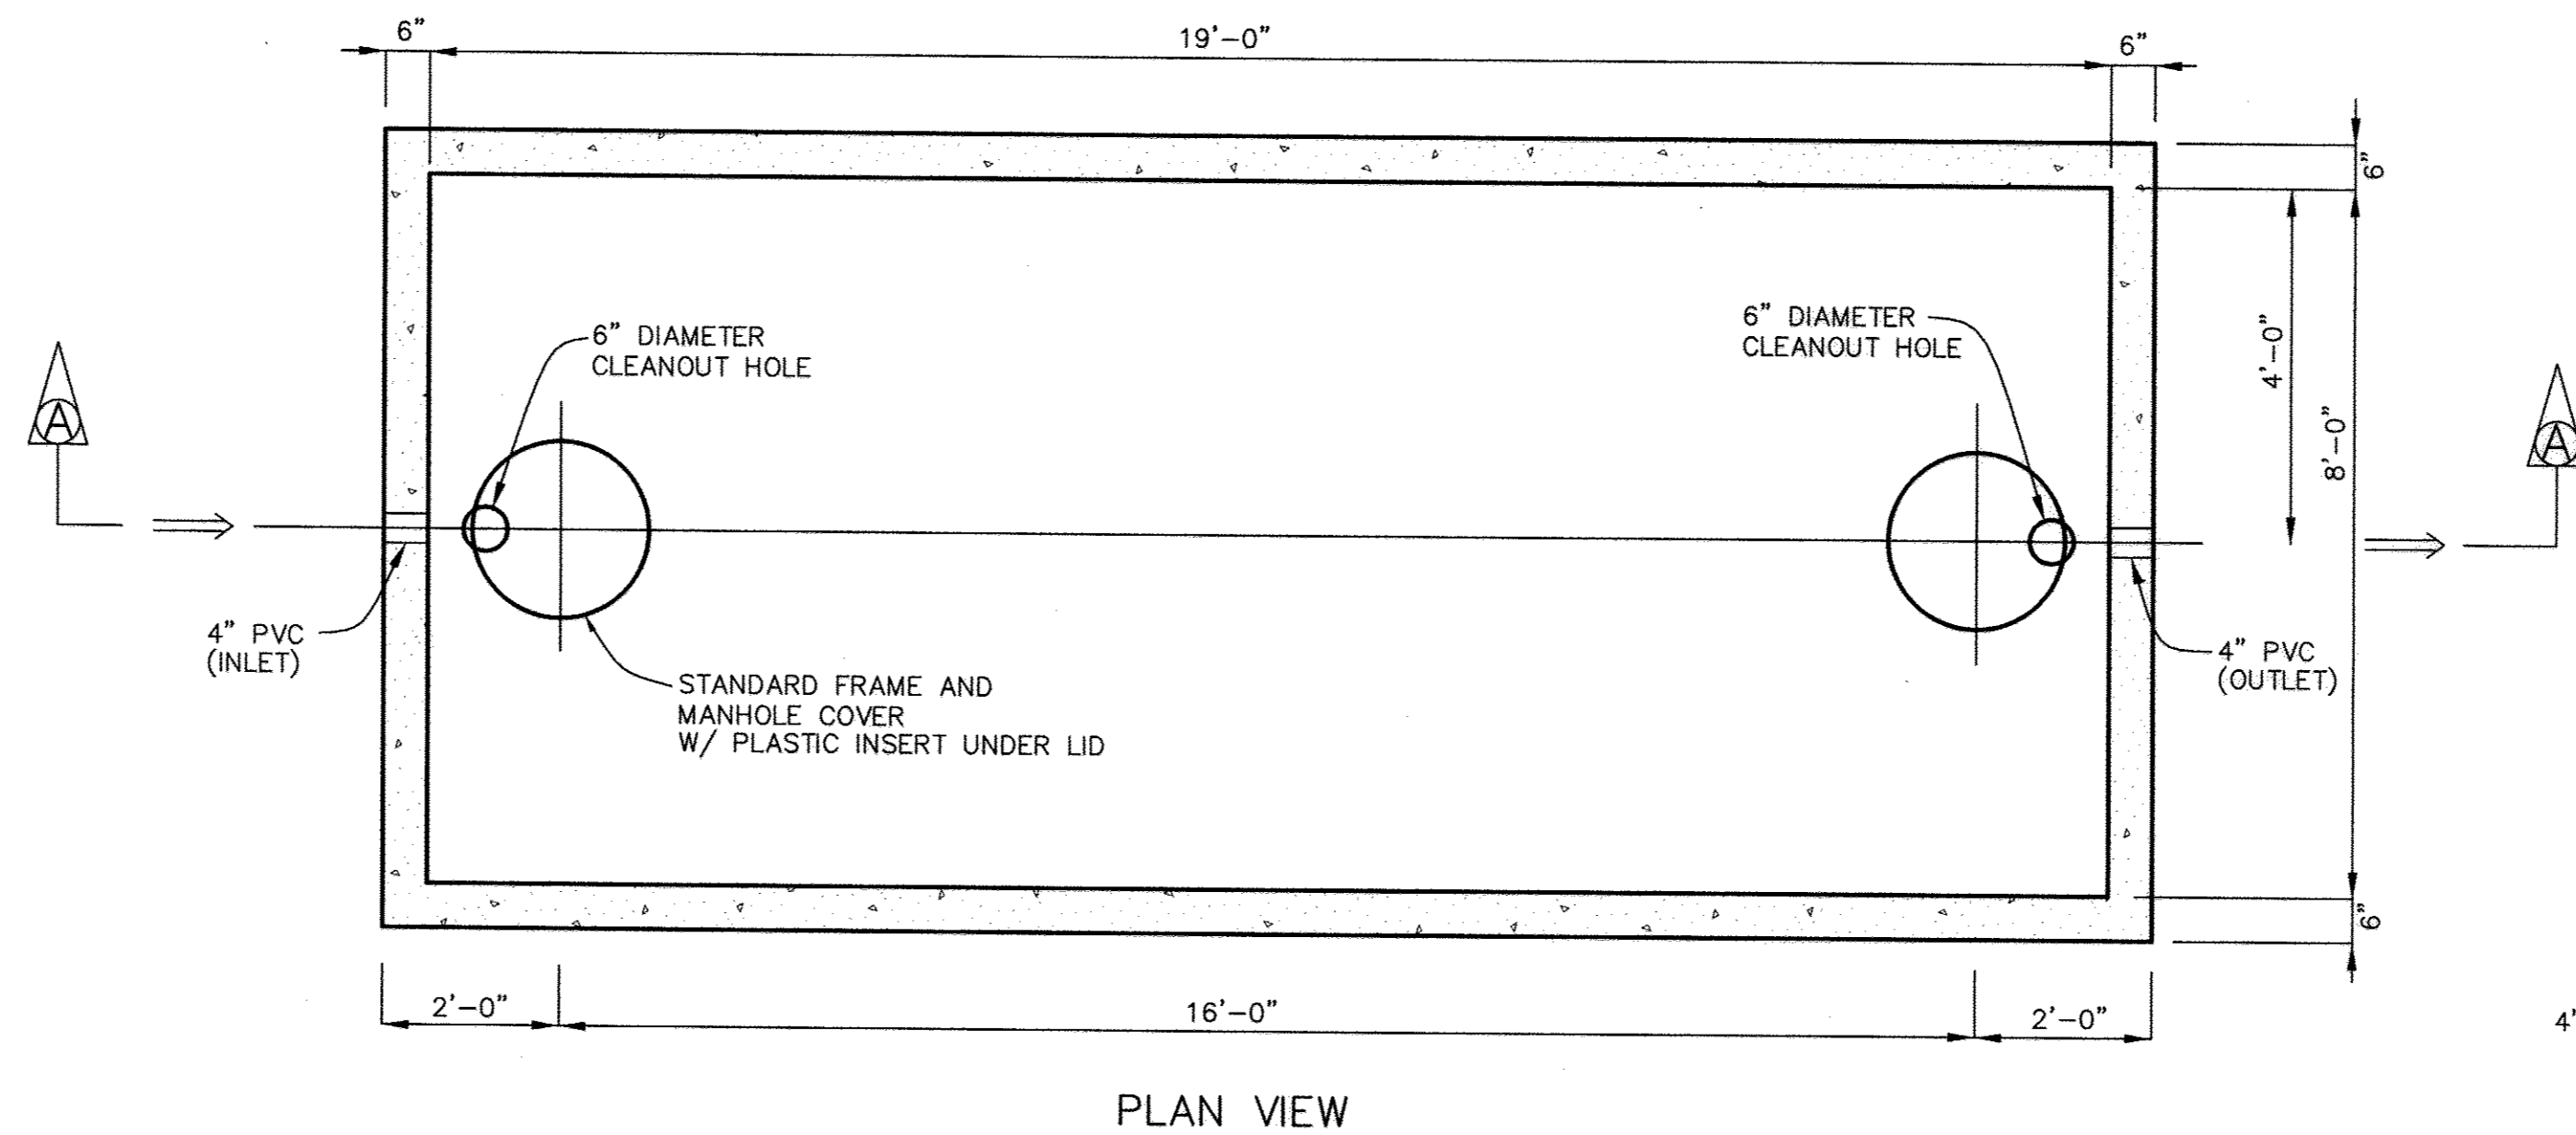 6"
19'-0"
6"
6"
4'-0"
8'-0"
6"
6" DIAMETER
CLEANOUT HOLE
6" DIAMETER
CLEANOUT HOLE
A
A
4" PVC
(INLET)
STANDARD FRAME AND
MANHOLE COVER
W/ PLASTIC INSERT UNDER LID
4" PVC
(OUTLET)
2'-0"
16'-0"
2'-0"
4'
PLAN VIEW